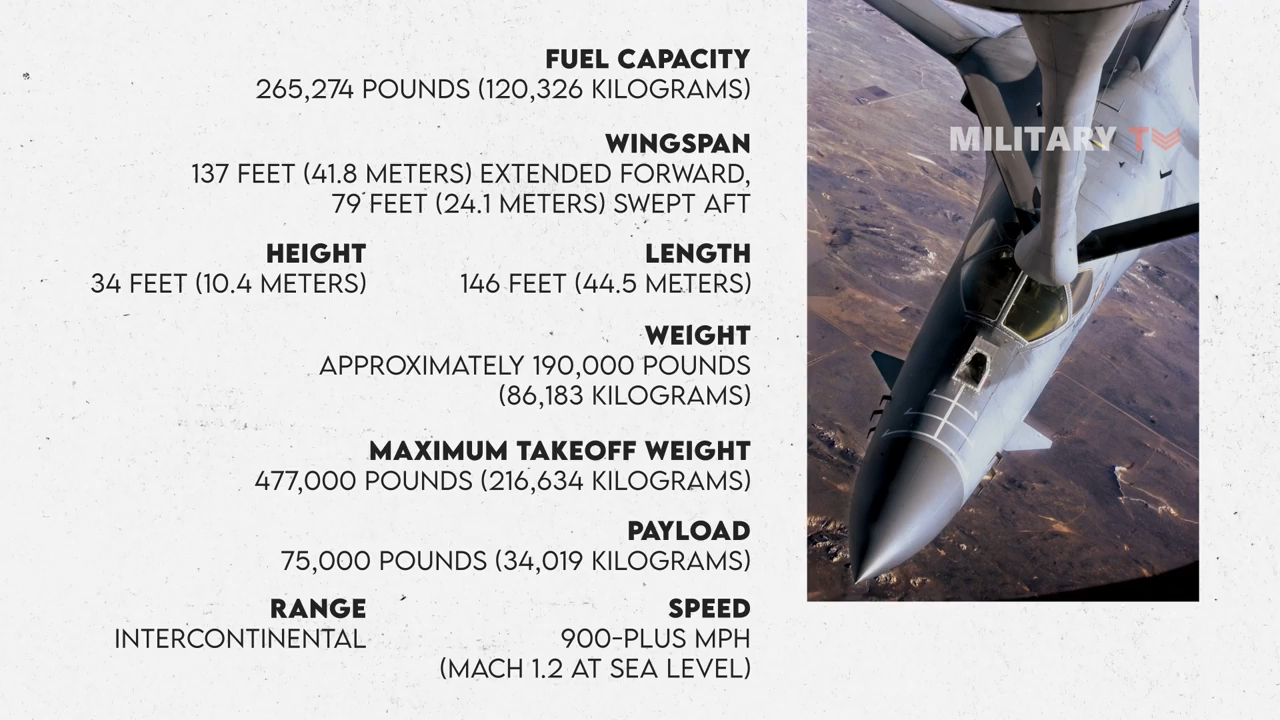 FUEL CAPACITY
265,274 POUNDS (120,326 KILOGRAMS)
WINGSPAN
137 FEET (41.8 METERS) EXTENDED FORWARD,
79 FEET (24.1 METERS) SWEPT AFT
HEIGHT
34 FEET (10.4 METERS)
LENGTH
146 FEET (44.5 METERS)
WEIGHT
APPROXIMATELY 190,000 POUNDS
(86,183 KILOGRAMS)
MAXIMUM TAKEOFF WEIGHT
477,000 POUNDS (216,634 KILOGRAMS)
PAYLOAD
75,000 POUNDS (34,019 KILOGRAMS)
RANGE
INTERCONTINENTAL
SPEED
900-PLUS MPH
(MACH 1.2 AT SEA LEVEL)
MILITARY TV